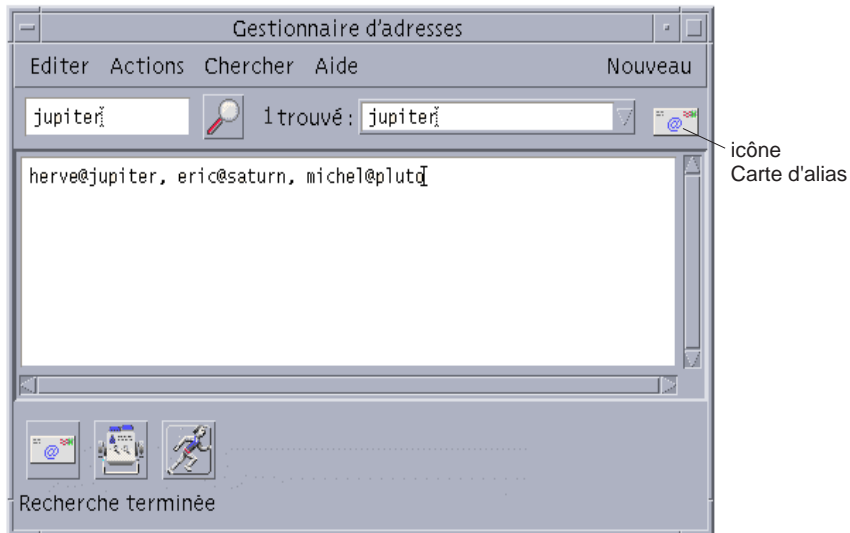 Gestionnaire d'adresses
Editer Actions Chercher Aide Nouveau
jupiter 1 trouvé : jupiter @
icône
Carte d'alias
herve@jupiter, eric@saturn, michel@pluto
@
Recherche terminée